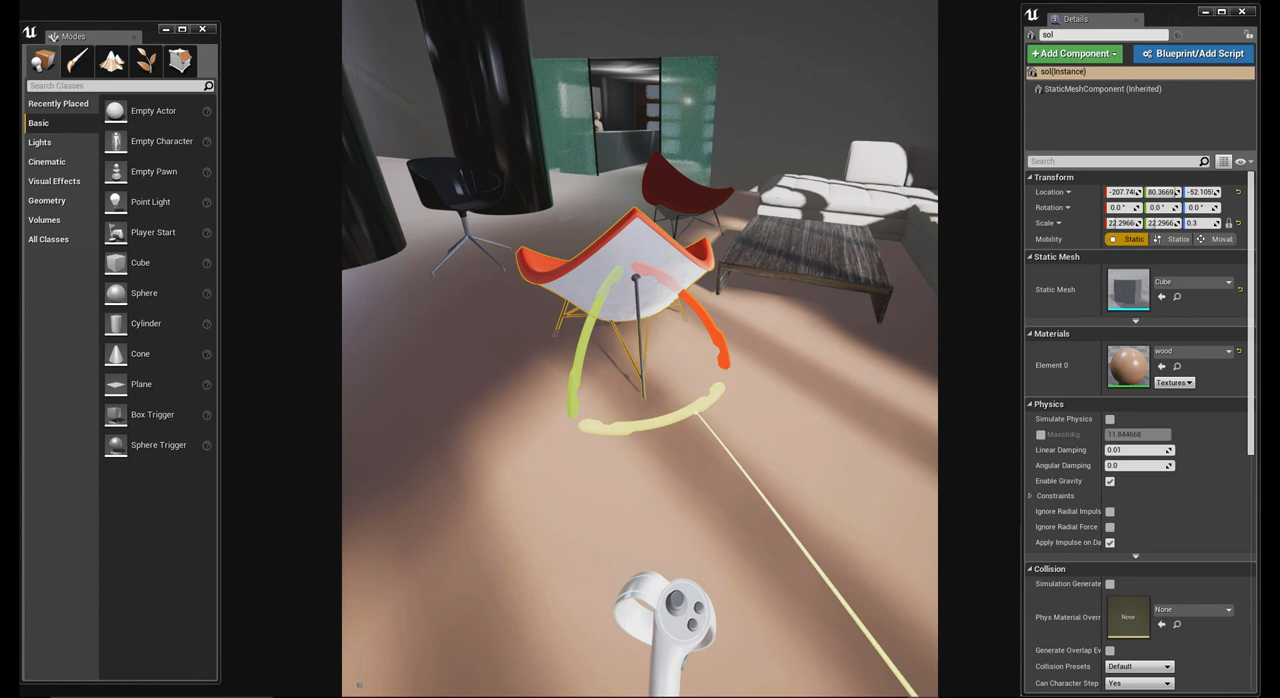 Modes
Search Classes
Recently Placed
Basic
Lights
Cinematic
Visual Effects
Geometry
Volumes
All Classes
Empty Actor
Empty Character
Empty Pawn
Point Light
Player Start
Cube
Sphere
Cylinder
Cone
Plane
Box Trigger
Sphere Trigger
Details
sol
+Add Component
Blueprint/Add Script
sol(Instance)
StaticMeshComponent (Inherited)
Search
Transform
Location -207.74 80.3669 -52.105
Rotation 0.0 ° 0.0 ° 0.0 °
Scale 22.2966 22.2966 0.3
Mobility Static Station Movat
Static Mesh
Static Mesh Cube
Materials
Element 0 wood
Textures
Physics
Simulate Physics
MassInKg 11.844668
Linear Damping 0.01
Angular Damping 0.0
Enable Gravity
Constraints
Ignore Radial Impuls
Ignore Radial Force
Apply Impulse on Da
Collision
Simulation Generate
Phys Material Overr None None
Generate Overlap Ev
Collision Presets Default
Can Character Step Yes